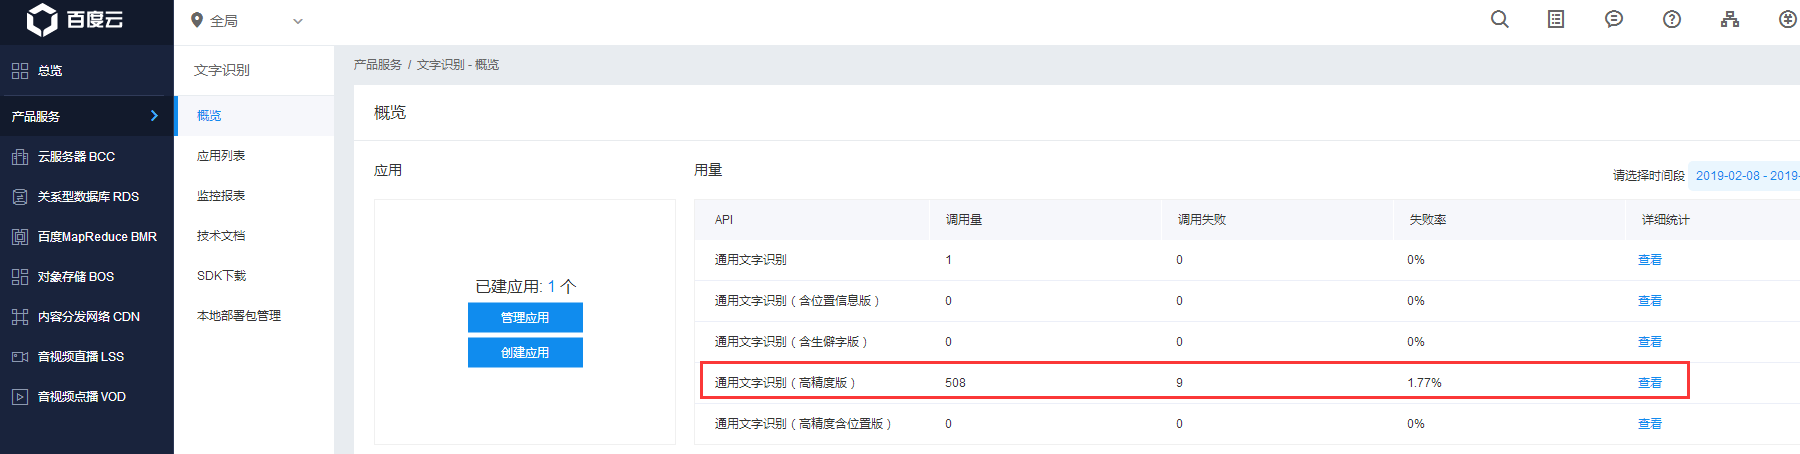 百度云
全局
总览
产品服务
云服务器 BCC
关系型数据库 RDS
百度MapReduce BMR
对象存储 BOS
内容分发网络 CDN
音视频直播 LSS
音视频点播 VOD
文字识别
概览
应用列表
监控报表
技术文档
SDK下载
本地部署包管理
产品服务 / 文字识别 - 概览
概览
应用
已建应用: 1 个
管理应用
创建应用
用量
请选择时间段 2019-02-08 - 2019-
API 调用量 调用失败 失败率 详细统计
通用文字识别 1 0 0% 查看
通用文字识别（含位置信息版） 0 0 0% 查看
通用文字识别（含生僻字版） 0 0 0% 查看
通用文字识别（高精度版） 508 9 1.77% 查看
通用文字识别（高精度含位置版） 0 0 0% 查看